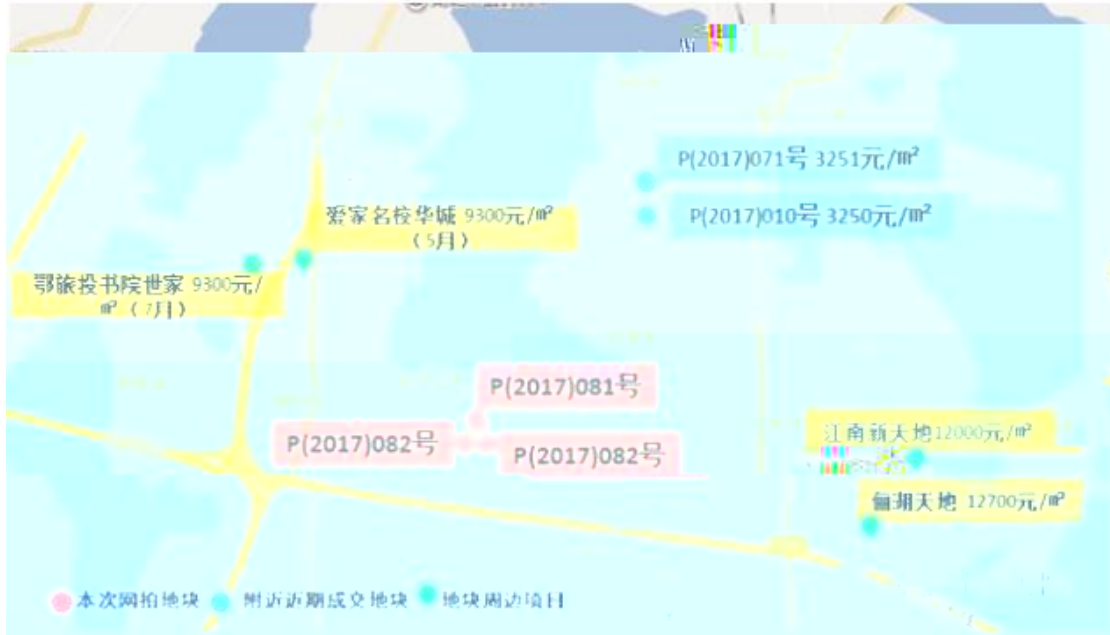 P(2017)071号 3251元/㎡
P(2017)010号 3250元/㎡
爱家名校华城 9300元/㎡
（5月）
鄂旅投书院世家 9300元/
㎡（7月）
P(2017)081号
P(2017)082号
P(2017)082号
江南新天地12000元/㎡
俪湖天地 12700元/㎡
本次网拍地块
附近近期成交地块
地块周边项目